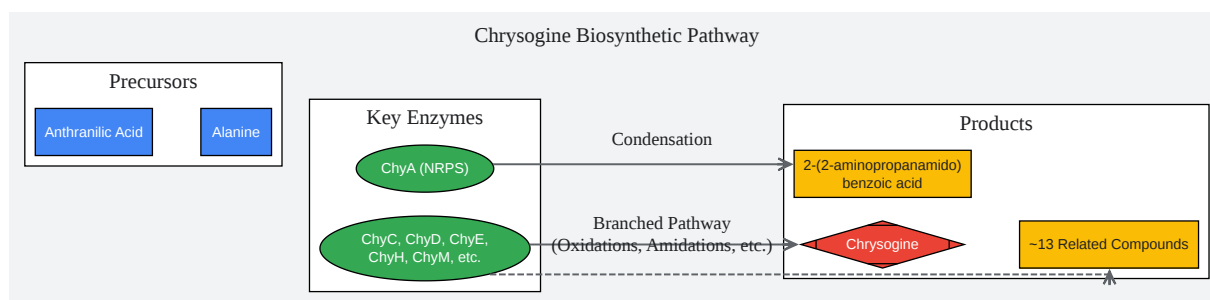 Chrysogine Biosynthetic Pathway
Precursors
Anthranilic Acid
Alanine
Key Enzymes
ChyA (NRPS)
ChyC, ChyD, ChyE,
ChyH, ChyM, etc.
Condensation
Branched Pathway
(Oxidations, Amidations, etc.)
Products
2-(2-aminopropanamido)
benzoic acid
Chrysogine
~13 Related Compounds